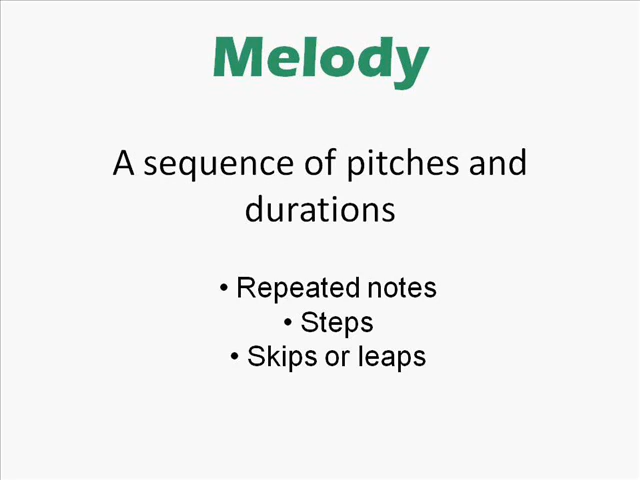 Melody
A sequence of pitches and
durations
• Repeated notes
• Steps
• Skips or leaps